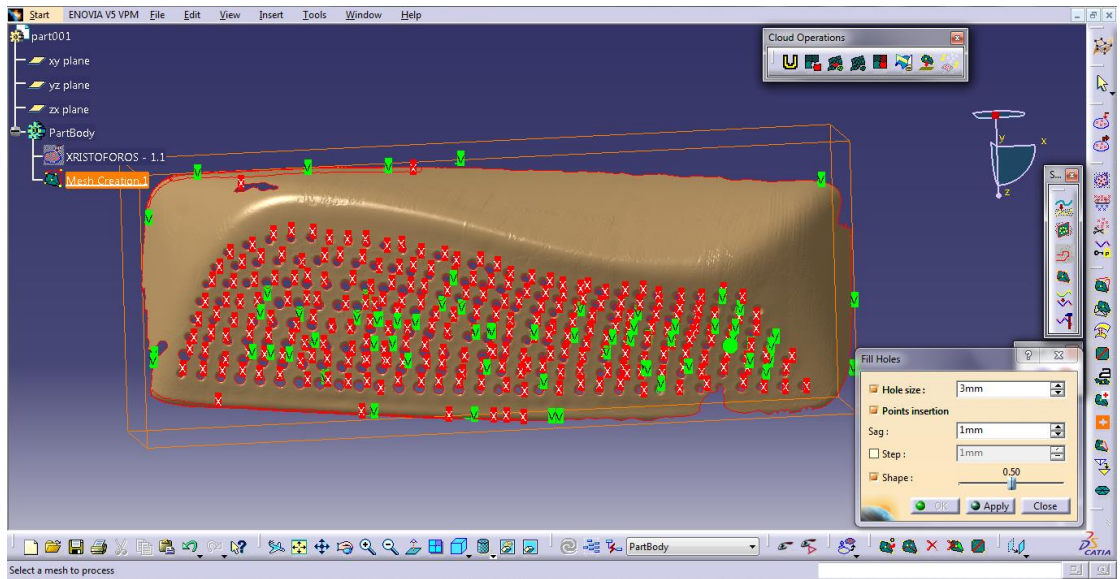 Start ENOVIA V5 VPM File Edit View Insert Tools Window Help
part001
xy plane
yz plane
zx plane
PartBody
XRISTOFOROS - 1.1
Mesh Creation.1
Cloud Operations
y
x
z
S...
Fill Holes
Hole size : 3mm
Points insertion
Sag : 1mm
Step : 1mm
Shape : 0.50
OK Apply Close
PartBody
CATIA
Select a mesh to process